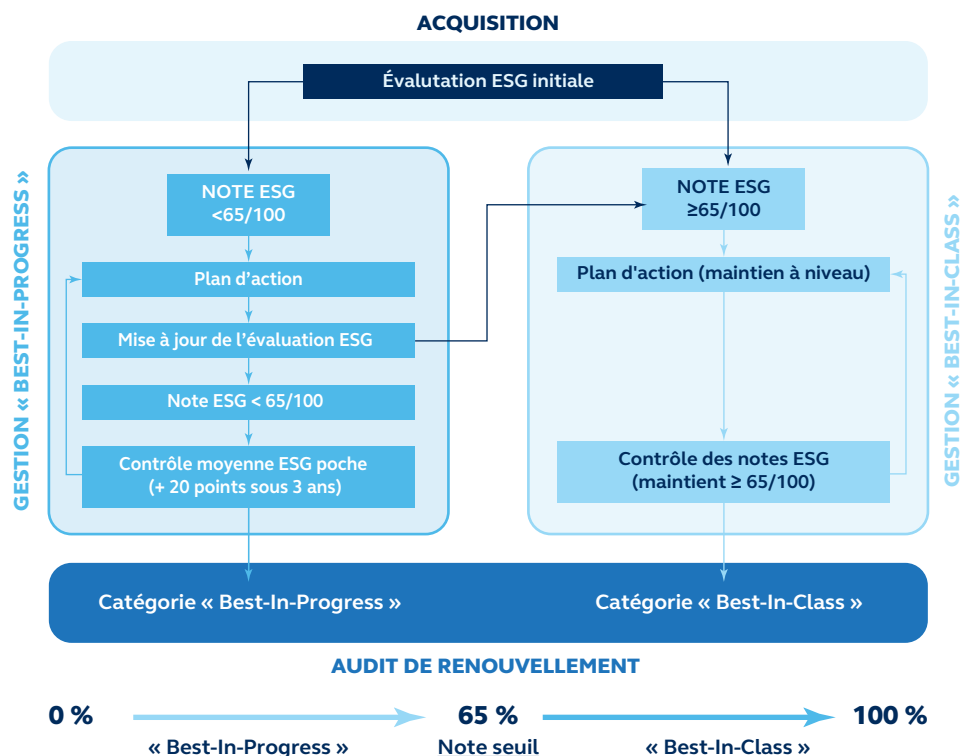 ACQUISITION
Évalutation ESG initiale
GESTION « BEST-IN-PROGRESS »
NOTE ESG
<65/100
Plan d’action
Mise à jour de l’évaluation ESG
Note ESG < 65/100
Contrôle moyenne ESG poche
(+ 20 points sous 3 ans)
NOTE ESG
≥65/100
Plan d'action (maintien à niveau)
Contrôle des notes ESG
(maintient ≥ 65/100)
GESTION « BEST-IN-CLASS »
Catégorie « Best-In-Progress »
Catégorie « Best-In-Class »
AUDIT DE RENOUVELLEMENT
0 %
65 %
100 %
« Best-In-Progress »
Note seuil
« Best-In-Class »